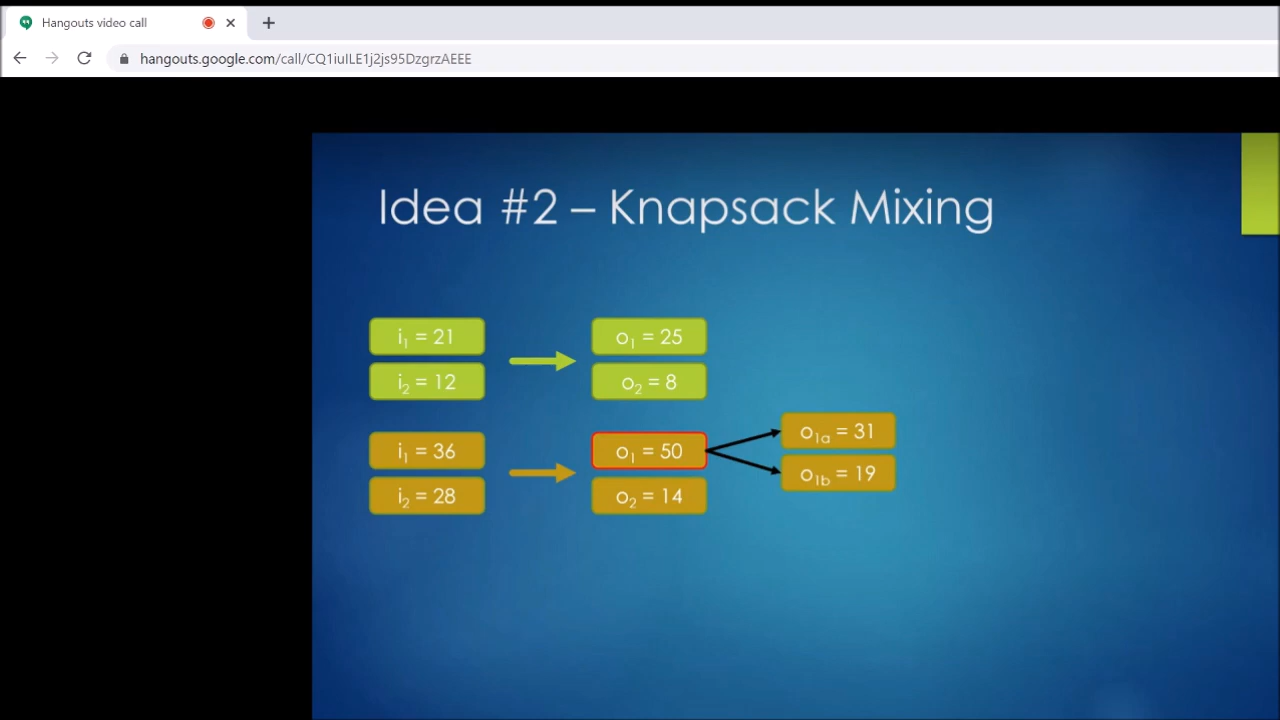 Hangouts video call
hangouts.google.com/call/CQ1iuILE1j2js95DzgrzAEEE
Idea #2 – Knapsack Mixing
i₁ = 21
o₁ = 25
i₂ = 12
o₂ = 8
i₁ = 36
o₁ = 50
o₁ₐ = 31
o₁b = 19
i₂ = 28
o₂ = 14